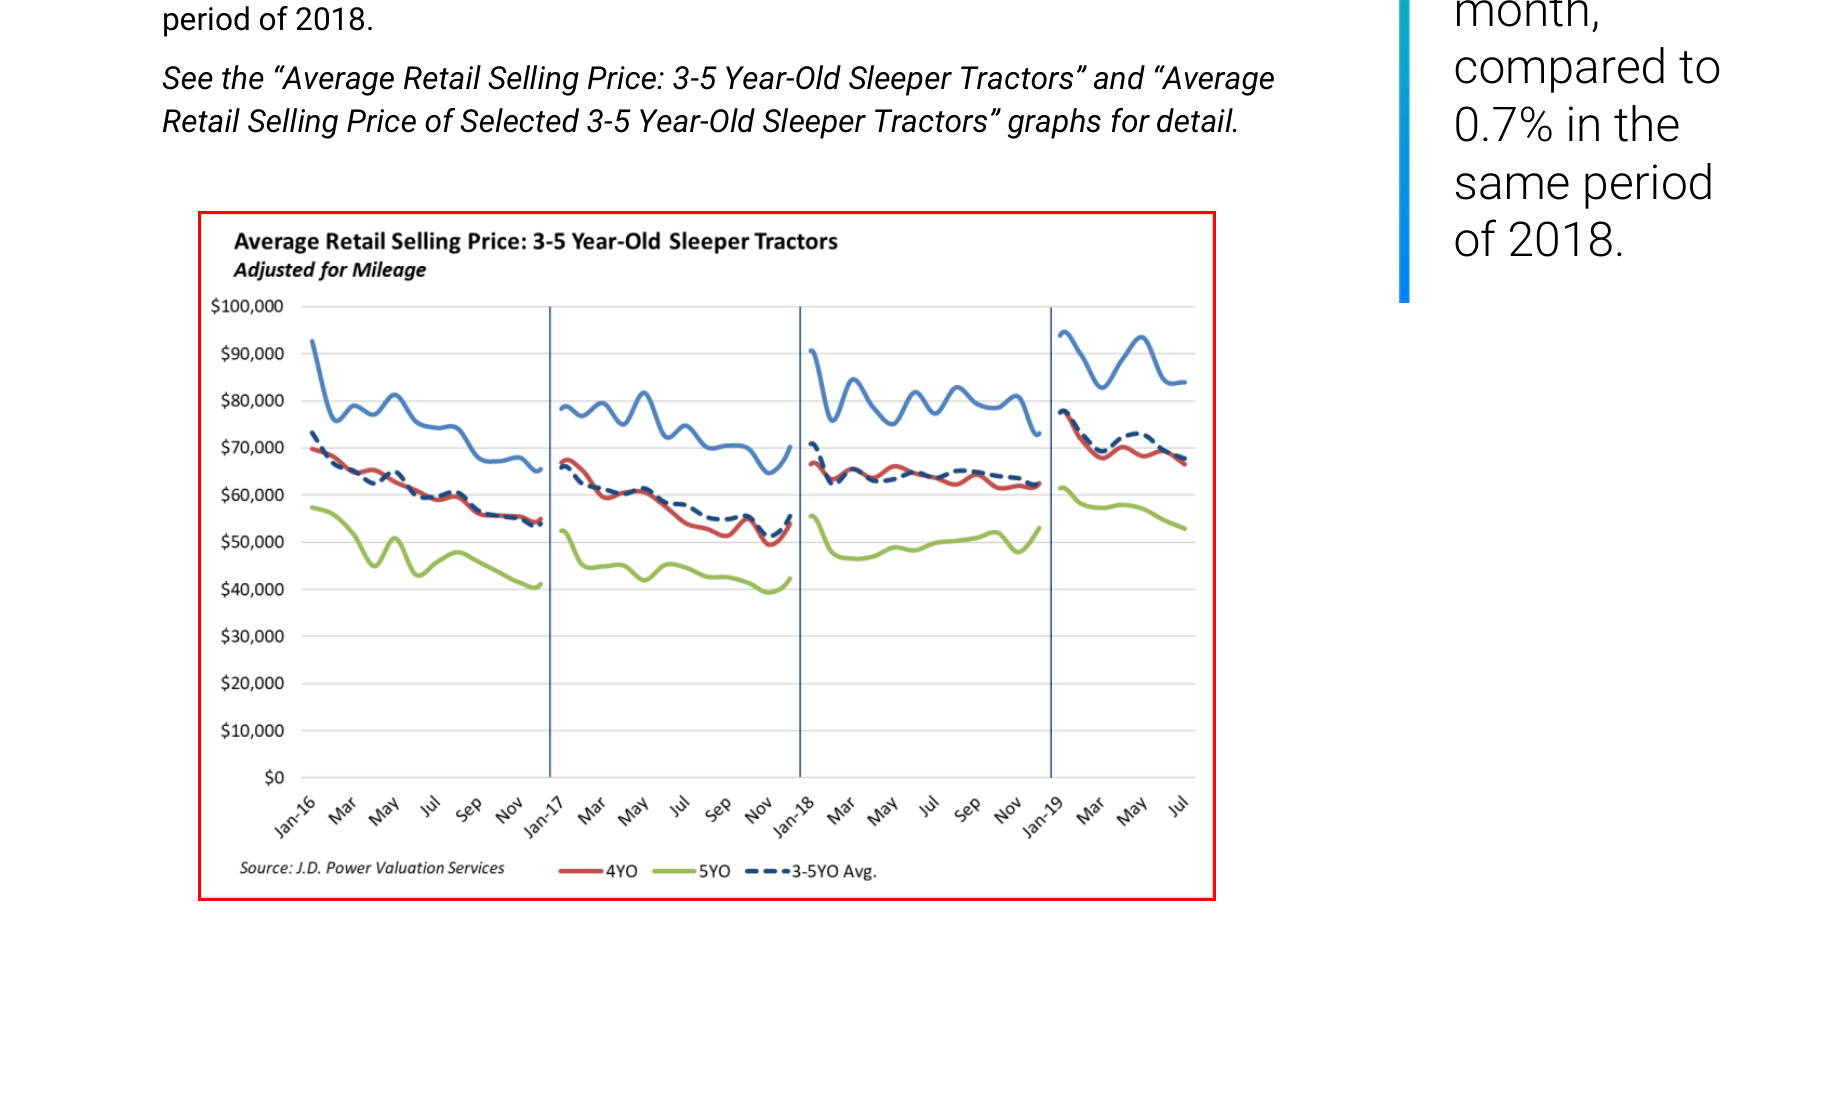 period of 2018.
See the “Average Retail Selling Price: 3-5 Year-Old Sleeper Tractors” and “Average
Retail Selling Price of Selected 3-5 Year-Old Sleeper Tractors” graphs for detail.
month,
compared to
0.7% in the
same period
of 2018.
Average Retail Selling Price: 3-5 Year-Old Sleeper Tractors
Adjusted for Mileage
$100,000
$90,000
$80,000
$70,000
$60,000
$50,000
$40,000
$30,000
$20,000
$10,000
$0
Jan-16 Mar May Jul Sep Nov Jan-17 Mar May Jul Sep Nov Jan-18 Mar May Jul Sep Nov Jan-19 Mar May Jul
Source: J.D. Power Valuation Services 4YO 5YO 3-5YO Avg.